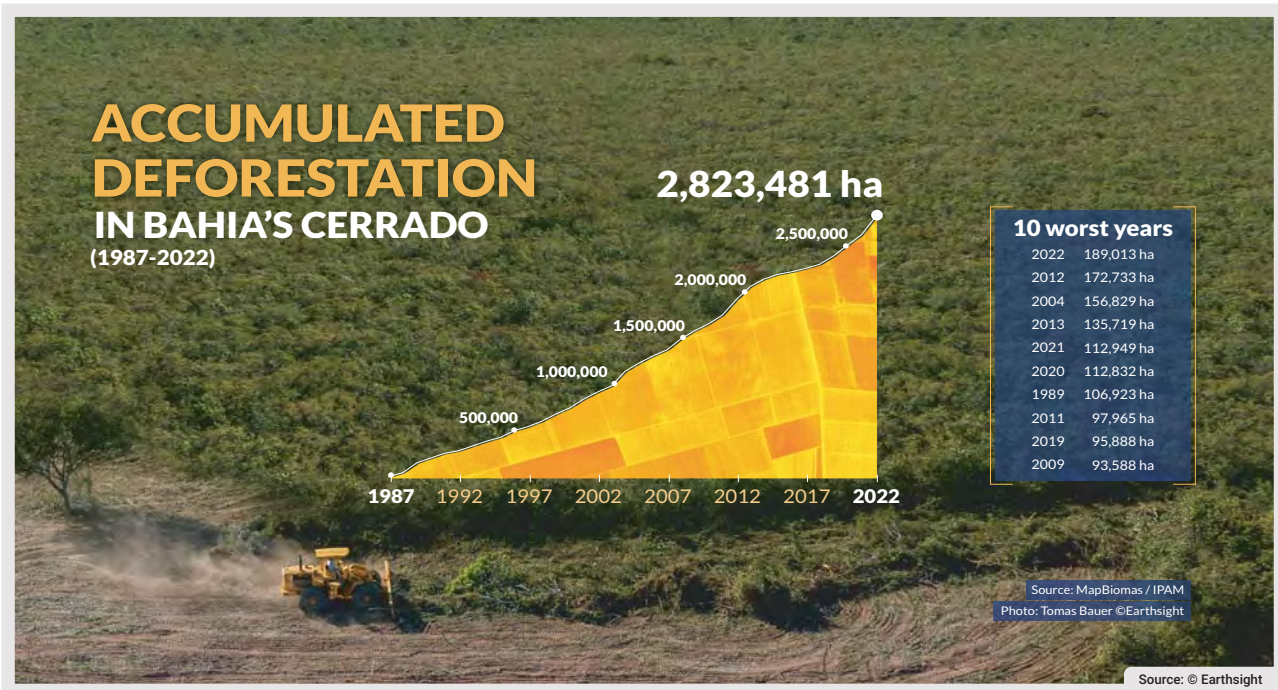 ACCUMULATED
DEFORESTATION
IN BAHIA'S CERRADO
(1987-2022)
2,823,481 ha
2,500,000
2,000,000
1,500,000
1,000,000
500,000
1987 1992 1997 2002 2007 2012 2017 2022
10 worst years
2022 189,013 ha
2012 172,733 ha
2004 156,829 ha
2013 135,719 ha
2021 112,949 ha
2020 112,832 ha
1989 106,923 ha
2011 97,965 ha
2019 95,888 ha
2009 93,588 ha
Source: MapBiomas / IPAM
Photo: Tomas Bauer ©Earthsight
Source: © Earthsight